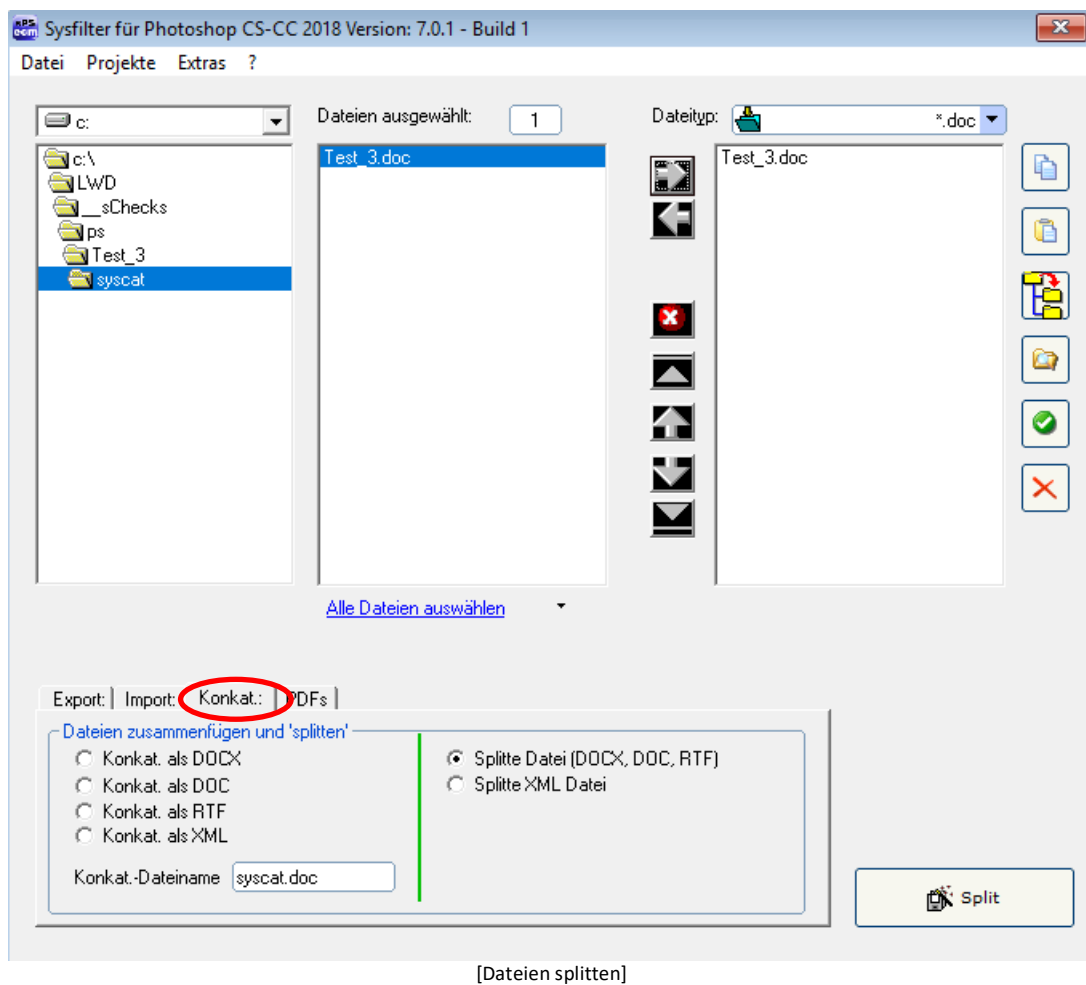 Sysfilter für Photoshop CS-CC 2018 Version: 7.0.1 - Build 1
Datei Projekte Extras ?
c:
Dateien ausgewählt: 1
Dateityp: *.doc
c:\
LWD
__sChecks
ps
Test_3
syscat
Test_3.doc
Test_3.doc
Alle Dateien auswählen
Export: Import: Konkat.: PDFs
Dateien zusammenfügen und 'splitten'
Konkat. als DOCX
Konkat. als DOC
Konkat. als RTF
Konkat. als XML
Konkat.-Dateiname syscat.doc
Splitte Datei (DOCX, DOC, RTF)
Splitte XML Datei
Split
[Dateien splitten]